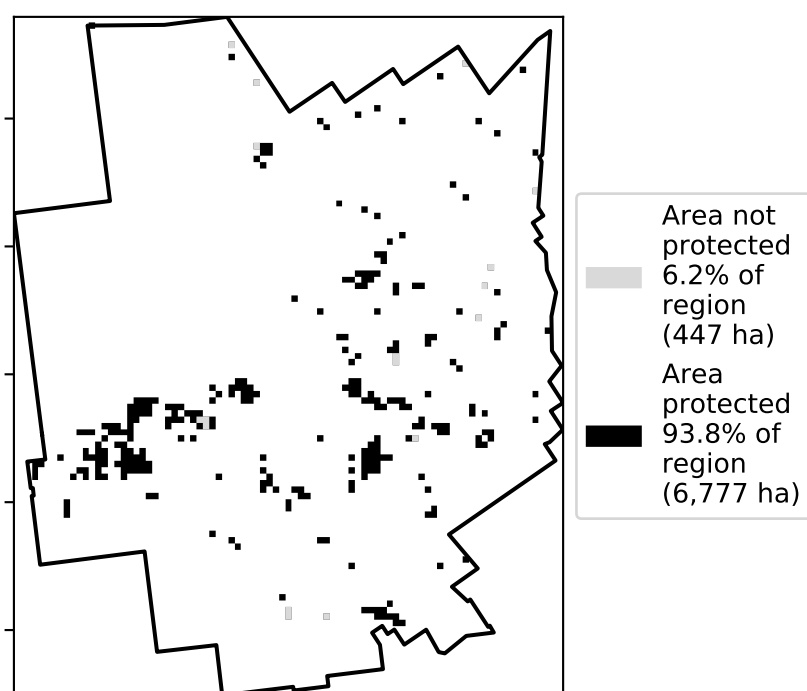 Area not
protected
6.2% of
region
(447 ha)
Area
protected
93.8% of
region
(6,777 ha)